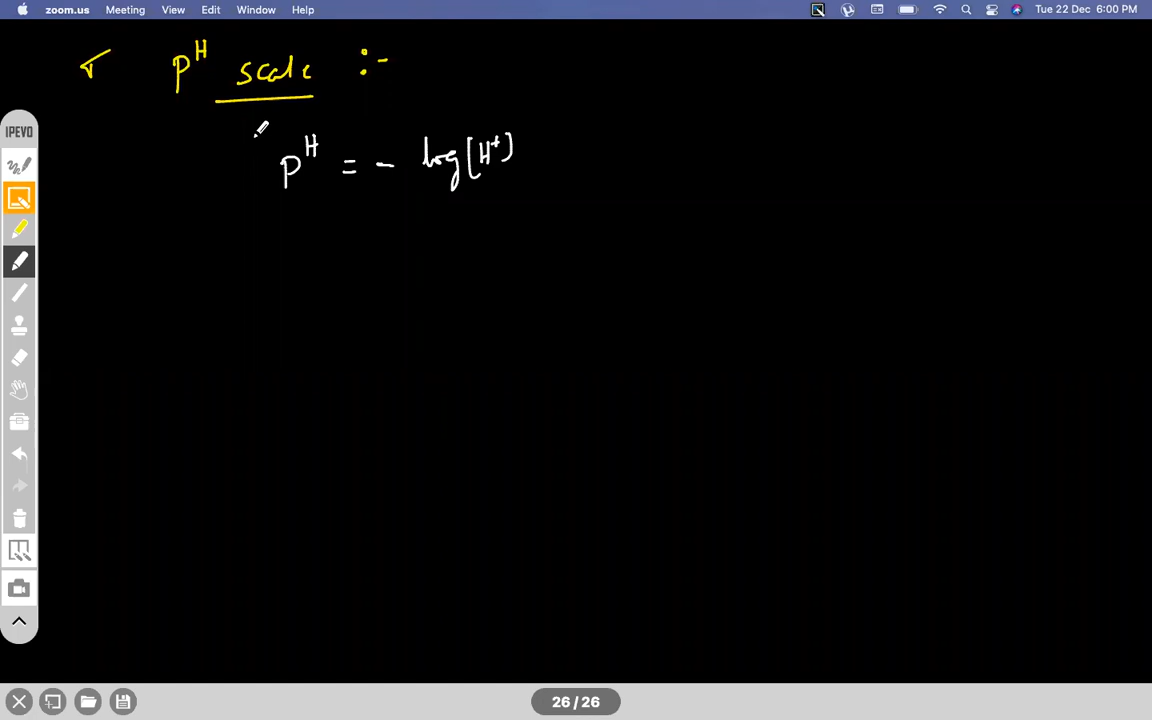 zoom.us Meeting View Edit Window Help Tue 22 Dec 6:00 PM
pH scale :-
IPEVO
pH = - log[H+]
26 / 26